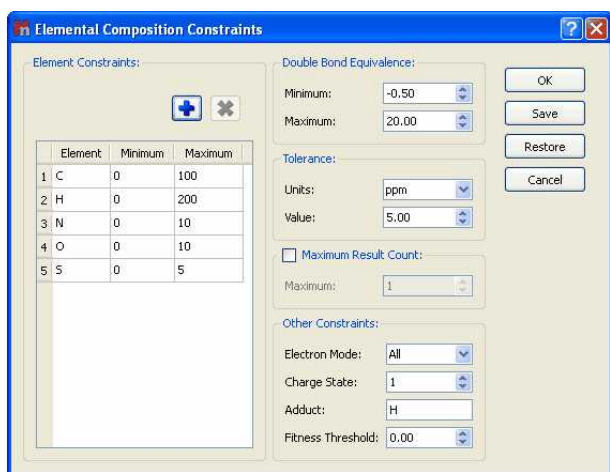 Elemental Composition Constraints
Element Constraints:
Element Minimum Maximum
1 C 0 100
2 H 0 200
3 N 0 10
4 O 0 10
5 S 0 5
Double Bond Equivalence:
Minimum: -0.50
Maximum: 20.00
Tolerance:
Units: ppm
Value: 5.00
Maximum Result Count:
Maximum: 1
Other Constraints:
Electron Mode: All
Charge State: 1
Adduct: H
Fitness Threshold: 0.00
OK
Save
Restore
Cancel